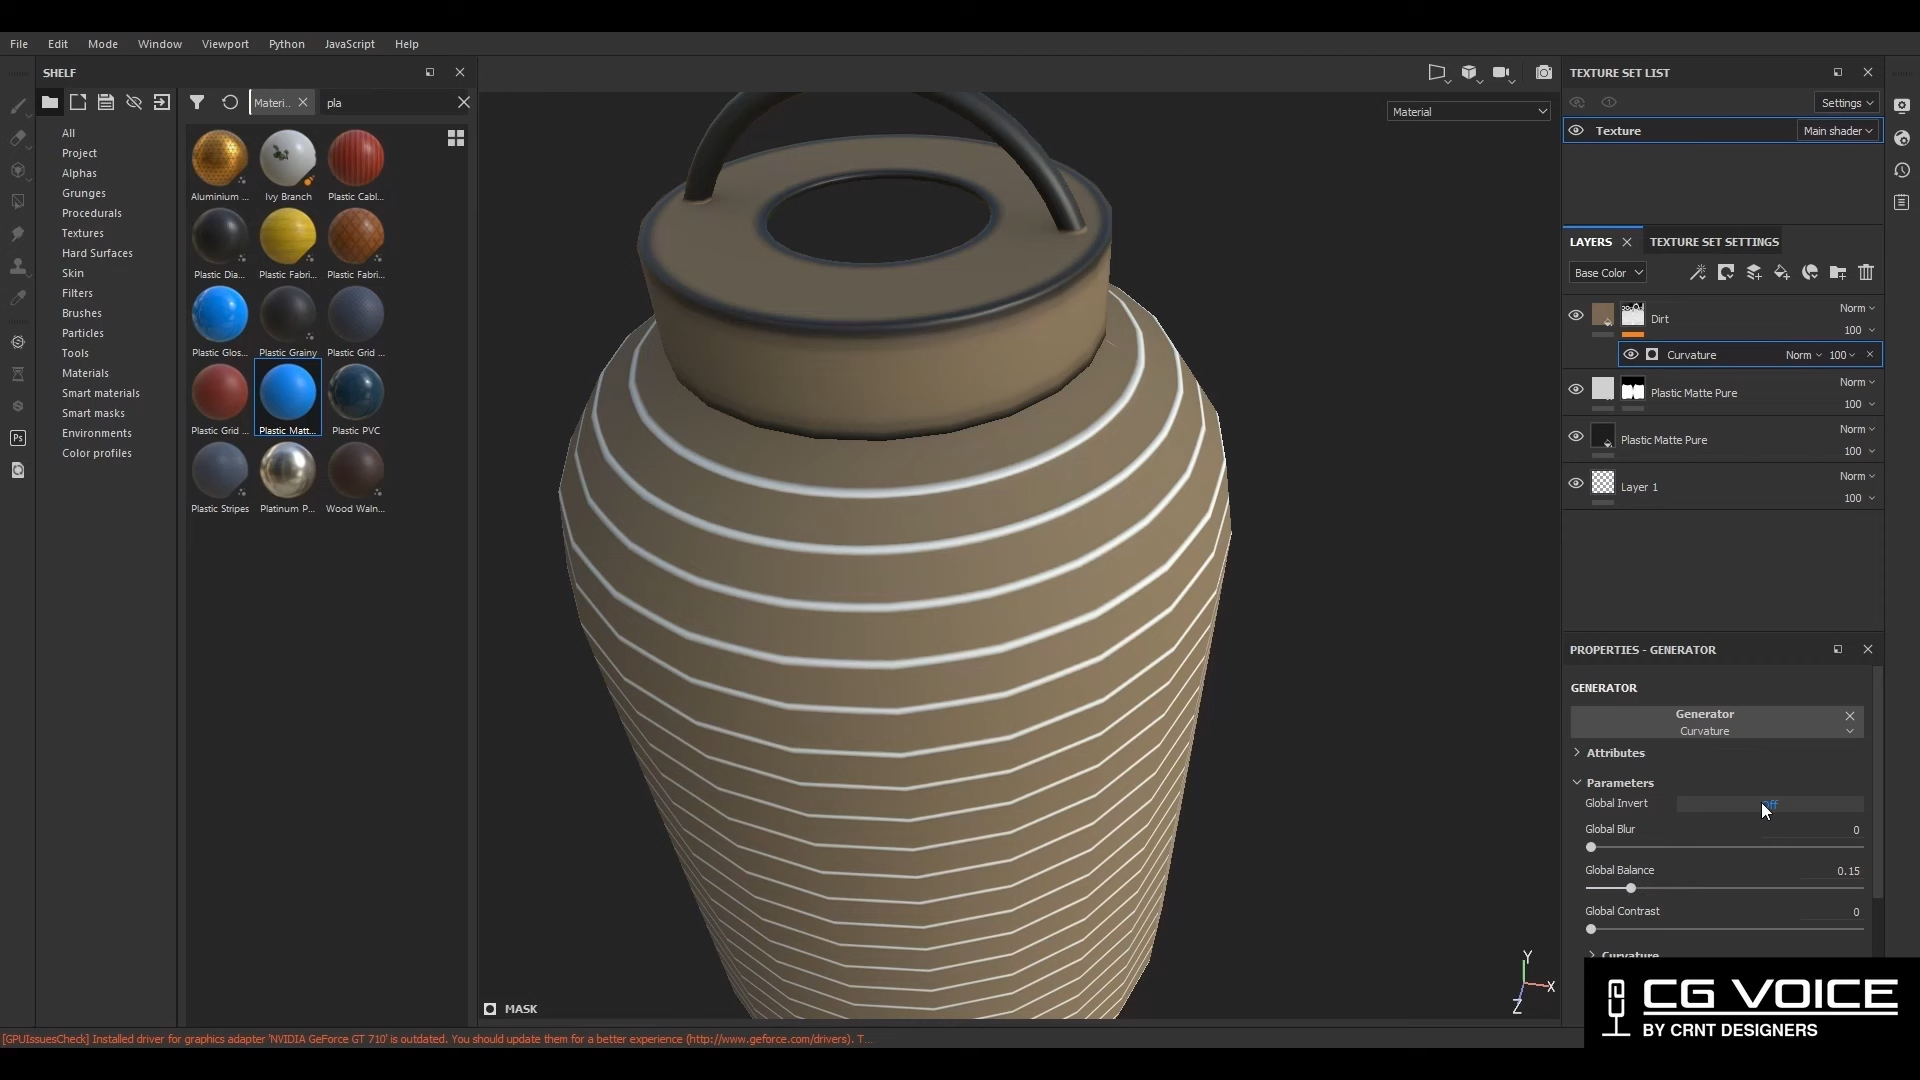 File Edit Mode Window Viewport Python JavaScript Help
SHELF
Materi.. pla
All
Project
Alphas
Grunges
Procedurals
Textures
Hard Surfaces
Skin
Filters
Brushes
Particles
Tools
Materials
Smart materials
Smart masks
Environments
Color profiles
Aluminium ... Ivy Branch Plastic Cabl...
Plastic Dia... Plastic Fabri... Plastic Fabri...
Plastic Glos... Plastic Grainy Plastic Grid ...
Plastic Grid ... Plastic Matt... Plastic PVC
Plastic Stripes Platinum P... Wood Waln...
Ps
Material
MASK
Y
X
Z
TEXTURE SET LIST
Settings
Texture Main shader
LAYERS TEXTURE SET SETTINGS
Base Color
Dirt Norm
100
Curvature Norm 100
Plastic Matte Pure Norm
100
Plastic Matte Pure Norm
100
Layer 1 Norm
100
PROPERTIES - GENERATOR
GENERATOR
Generator
Curvature
Attributes
Parameters
Global Invert Off
Global Blur 0
Global Balance 0.15
Global Contrast 0
Curvature
CG VOICE
BY CRNT DESIGNERS
[GPUIssuesCheck] Installed driver for graphics adapter 'NVIDIA GeForce GT 710' is outdated. You should update them for a better experience (http://www.geforce.com/drivers). T...